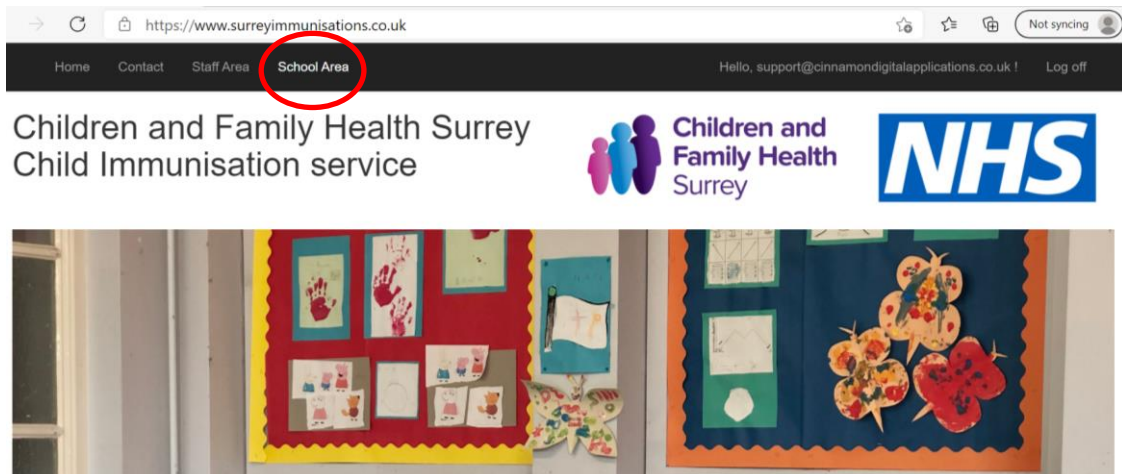 https://www.surreyimmunisations.co.uk
Not syncing
Home Contact Staff Area School Area Hello, support@cinnamondigitalapplications.co.uk ! Log off
Children and Family Health Surrey
Child Immunisation service
Children and
Family Health
Surrey
NHS